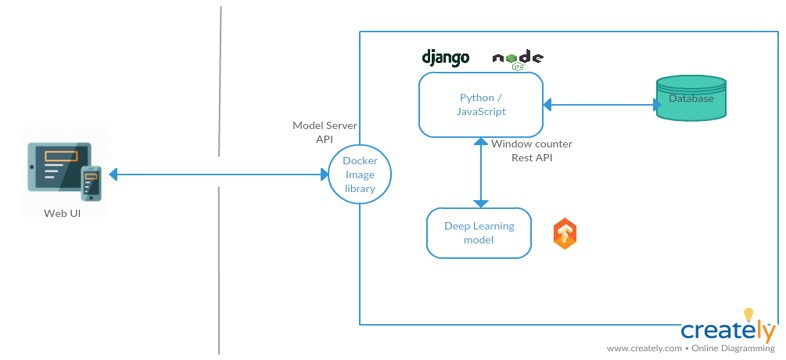 django
node
JS
Python /
JavaScript
Database
Model Server
API
Window counter
Rest API
Docker
Image
library
Web UI
Deep Learning
model
creately
www.creately.com • Online Diagramming